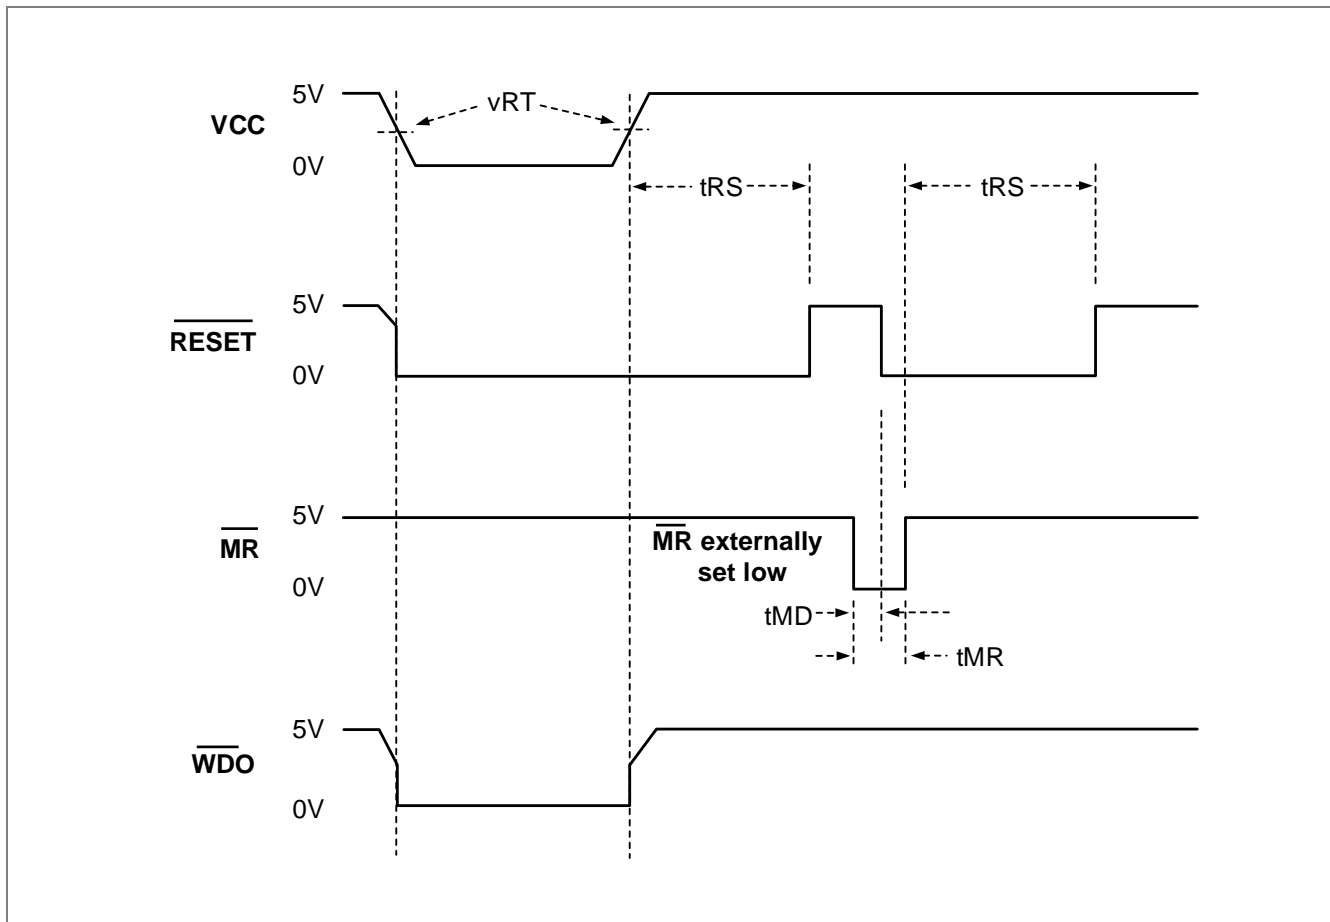 5V
VCC
0V
vRT
tRS
tRS
5V
RESET
0V
5V
MR
0V
MR externally
set low
tMD
tMR
5V
WDO
0V